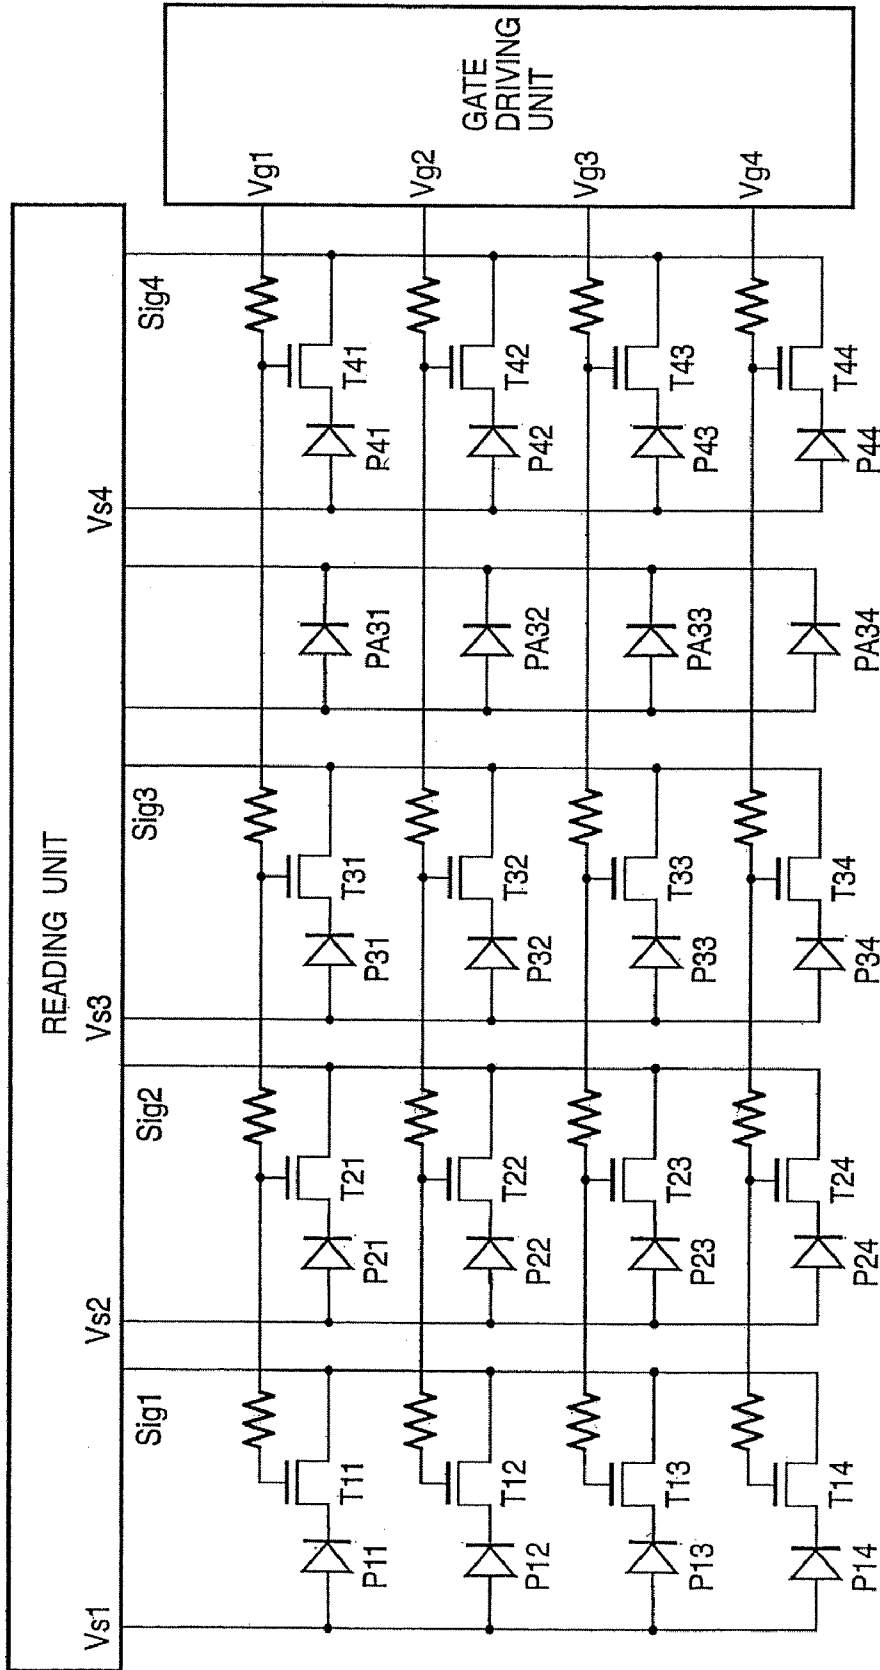 READING UNIT
Vs1
Vs2
Vs3
Vs4
Sig1
Sig2
Sig3
Sig4
GATE
DRIVING
UNIT
Vg1
Vg2
Vg3
Vg4
P11
T11
P21
T21
P31
T31
PA31
P41
T41
P12
T12
P22
T22
P32
T32
PA32
P42
T42
P13
T13
P23
T23
P33
T33
PA33
P43
T43
P14
T14
P24
T24
P34
T34
PA34
P44
T44